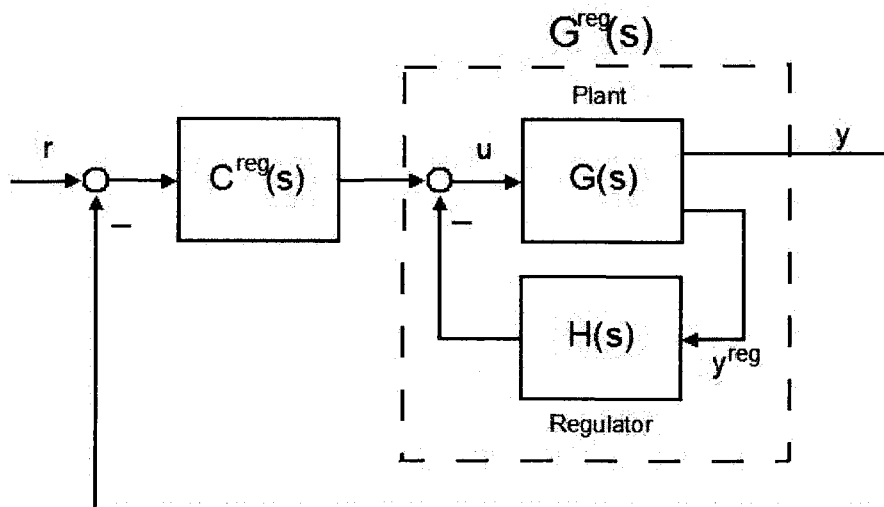 G^reg(s)
Plant
r
y
u
C^reg(s)
G(s)
−
−
H(s)
y^reg
Regulator